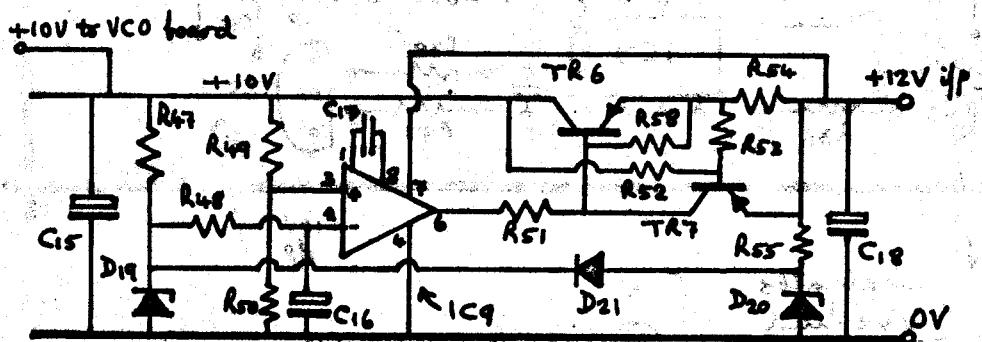 +10V to VCO board
TR6
R54
+12V i/p
+10V
R47
C17
R49
R58
R53
1
8
3
+
7
R52
R48
2
-
6
C15
4
R51
TR7
R55
C18
D19
R50
C16
IC9
D21
D20
0V